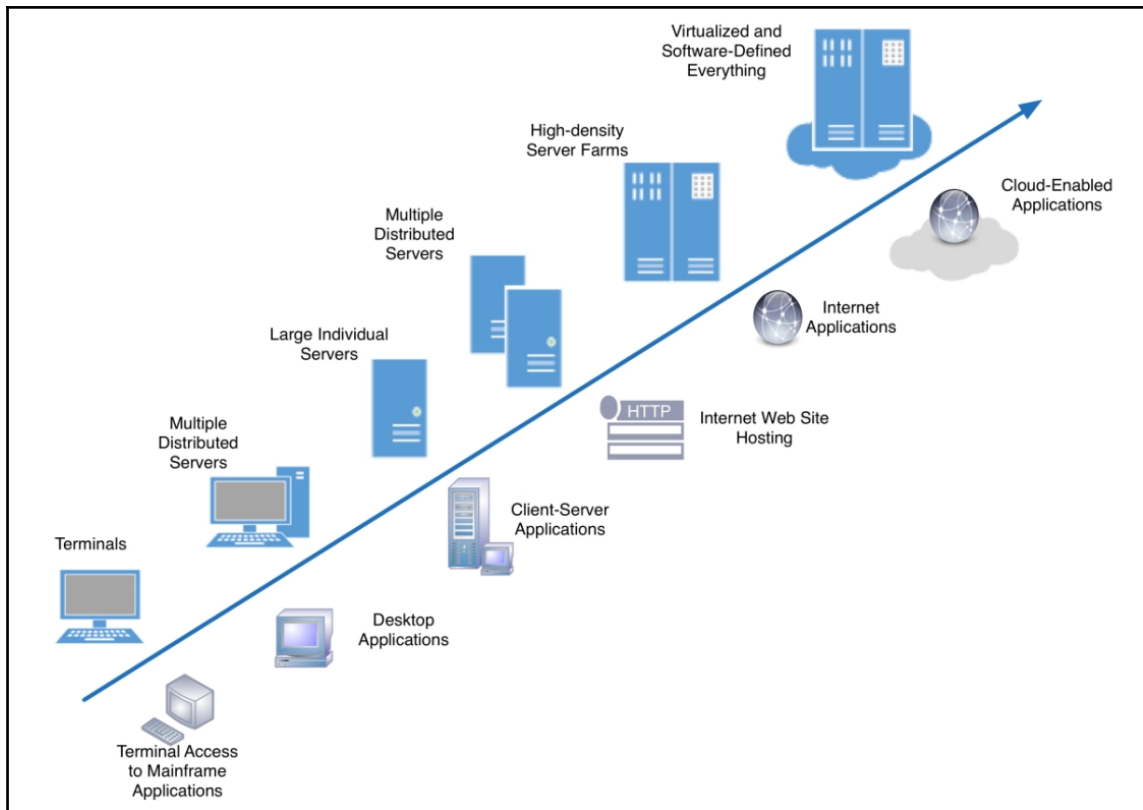 Virtualized and
Software-Defined
Everything
High-density
Server Farms
Cloud-Enabled
Applications
Multiple
Distributed
Servers
Internet
Applications
Large Individual
Servers
HTTP
Internet Web Site
Hosting
Multiple
Distributed
Servers
Client-Server
Applications
Terminals
Desktop
Applications
Terminal Access
to Mainframe
Applications